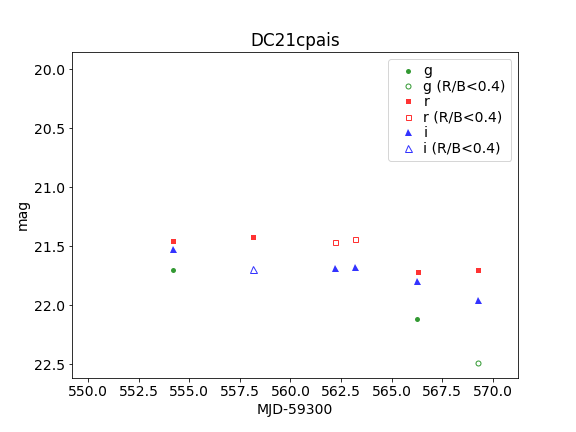 DC21cpais
g
g (R/B<0.4)
r
r (R/B<0.4)
i
i (R/B<0.4)
mag
20.0
20.5
21.0
21.5
22.0
22.5
550.0 552.5 555.0 557.5 560.0 562.5 565.0 567.5 570.0
MJD-59300